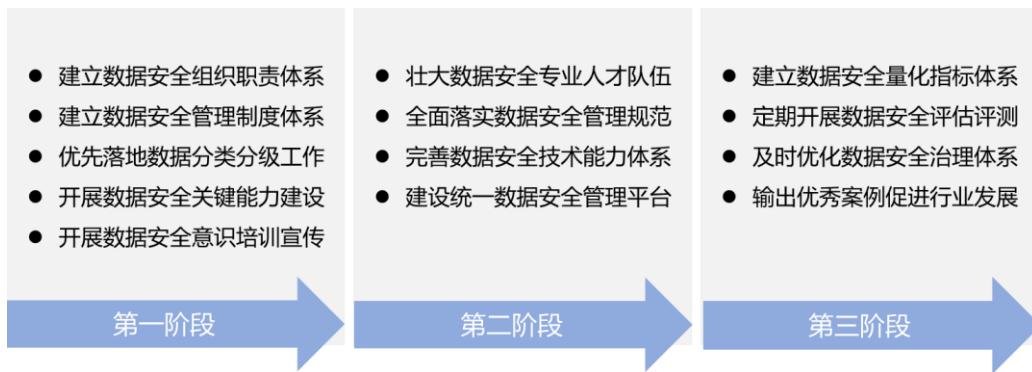 ● 建立数据安全组织职责体系
● 建立数据安全管理制度体系
● 优先落地数据分类分级工作
● 开展数据安全关键能力建设
● 开展数据安全意识培训宣传
第一阶段
● 壮大数据安全专业人才队伍
● 全面落实数据安全管理规范
● 完善数据安全技术能力体系
● 建设统一数据安全管理平台
第二阶段
● 建立数据安全量化指标体系
● 定期开展数据安全评估评测
● 及时优化数据安全治理体系
● 输出优秀案例促进行业发展
第三阶段